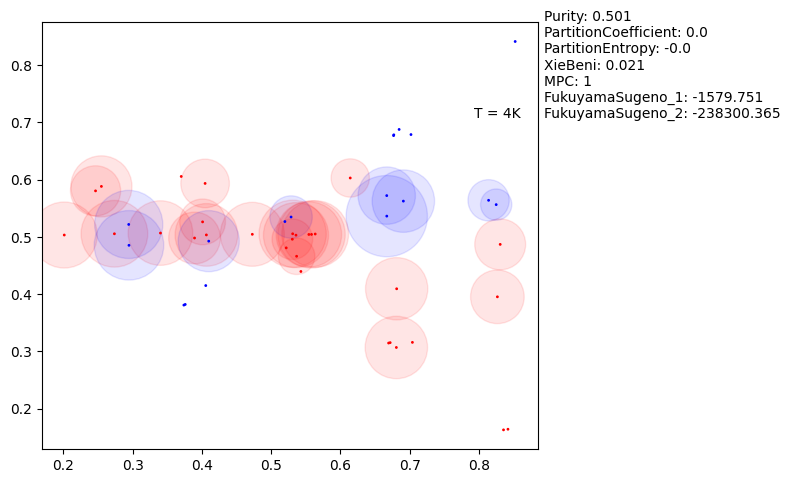 Purity: 0.501
PartitionCoefficient: 0.0
PartitionEntropy: -0.0
XieBeni: 0.021
MPC: 1
FukuyamaSugeno_1: -1579.751
FukuyamaSugeno_2: -238300.365
T = 4K
0.8
0.7
0.6
0.5
0.4
0.3
0.2
0.2 0.3 0.4 0.5 0.6 0.7 0.8